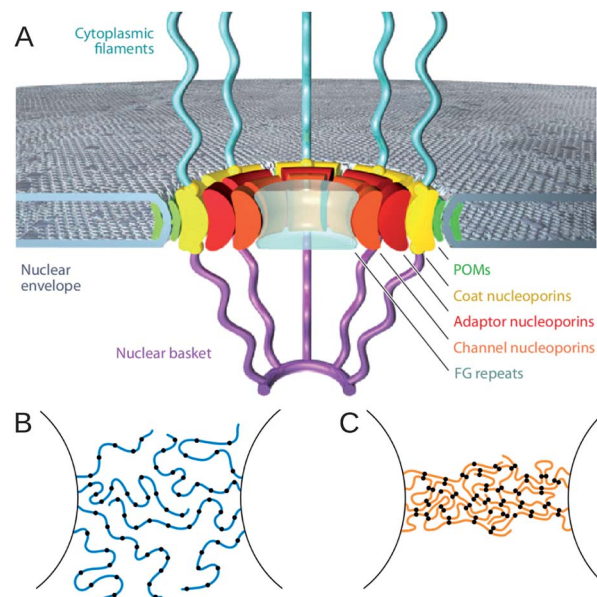 A
Cytoplasmic
filaments
Nuclear
envelope
POMs
Coat nucleoporins
Adaptor nucleoporins
Nuclear basket
Channel nucleoporins
FG repeats
B
C